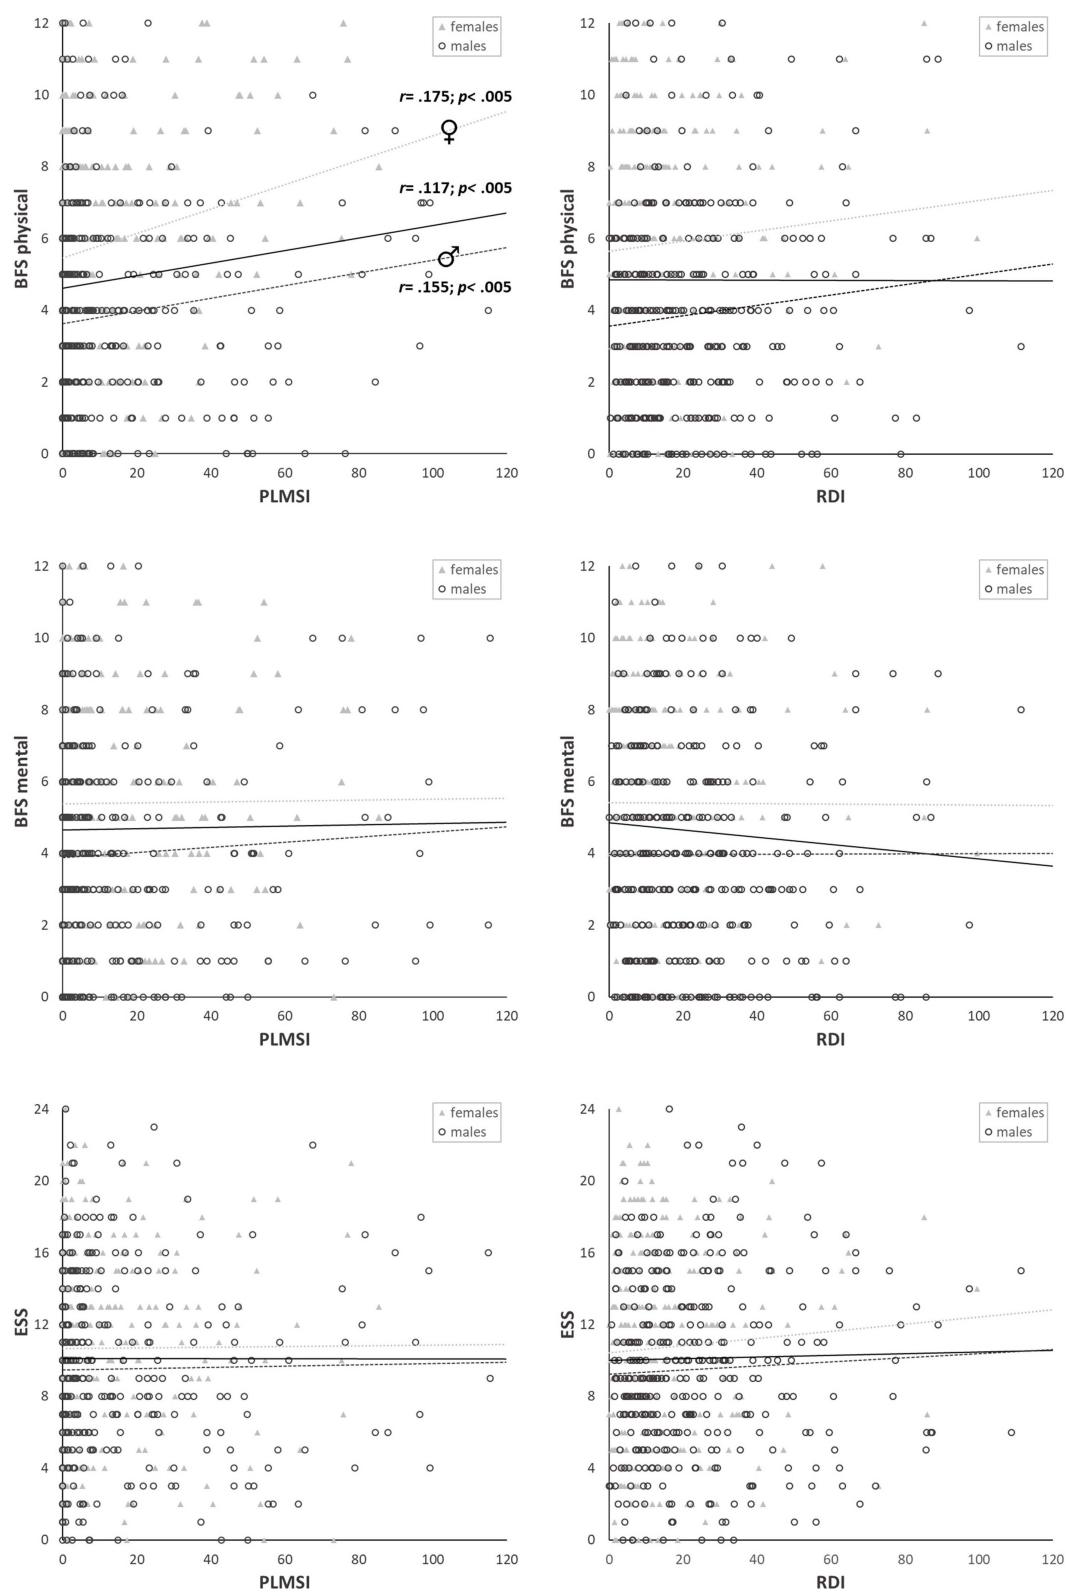 12
10
8
6
4
2
0
BFS physical
females
males
r= .175; p< .005
♀
r= .117; p< .005
♂
r= .155; p< .005
0 20 40 60 80 100 120
PLMSI
12
10
8
6
4
2
0
BFS physical
females
males
0 20 40 60 80 100 120
RDI
12
10
8
6
4
2
0
BFS mental
females
males
0 20 40 60 80 100 120
PLMSI
12
10
8
6
4
2
0
BFS mental
females
males
0 20 40 60 80 100 120
RDI
24
20
16
12
8
4
0
ESS
females
males
0 20 40 60 80 100 120
PLMSI
24
20
16
12
8
4
0
ESS
females
males
0 20 40 60 80 100 120
RDI